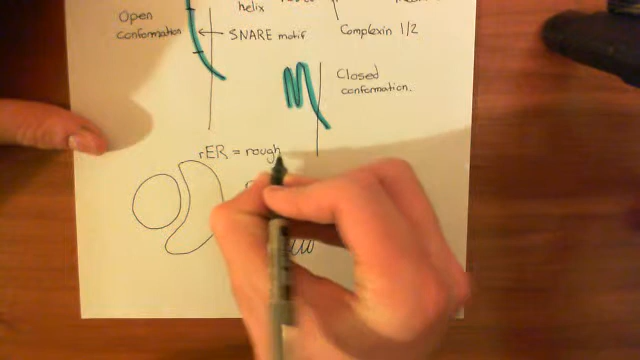 helix
Open
conformation
SNARE motif
Complexin 1/2
Closed
conformation.
rER = rough